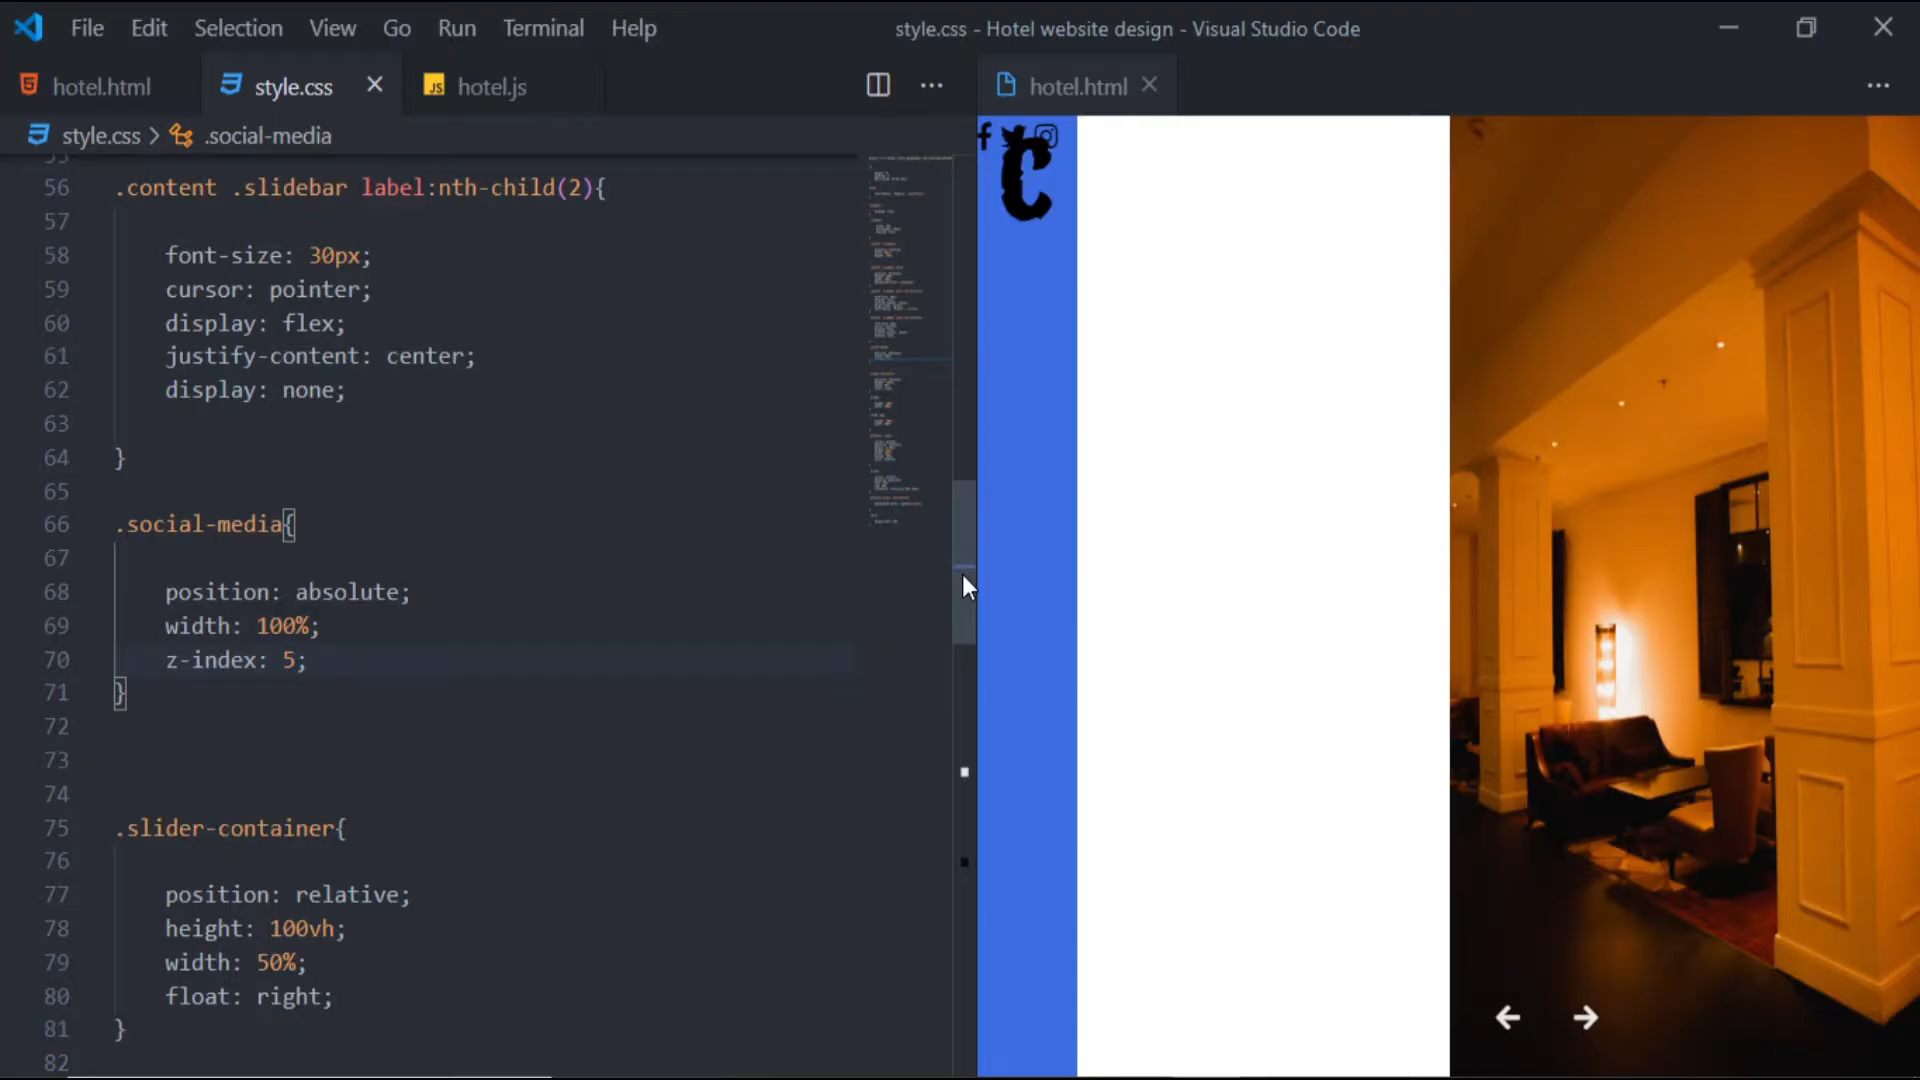 File Edit Selection View Go Run Terminal Help
style.css - Hotel website design - Visual Studio Code
hotel.html style.css hotel.js
hotel.html
style.css > .social-media
56 .content .slidebar label:nth-child(2){
57
58 font-size: 30px;
59 cursor: pointer;
60 display: flex;
61 justify-content: center;
62 display: none;
63
64 }
65
66 .social-media{
67
68 position: absolute;
69 width: 100%;
70 z-index: 5;
71 }
72
73
74
75 .slider-container{
76
77 position: relative;
78 height: 100vh;
79 width: 50%;
80 float: right;
81 }
82
C